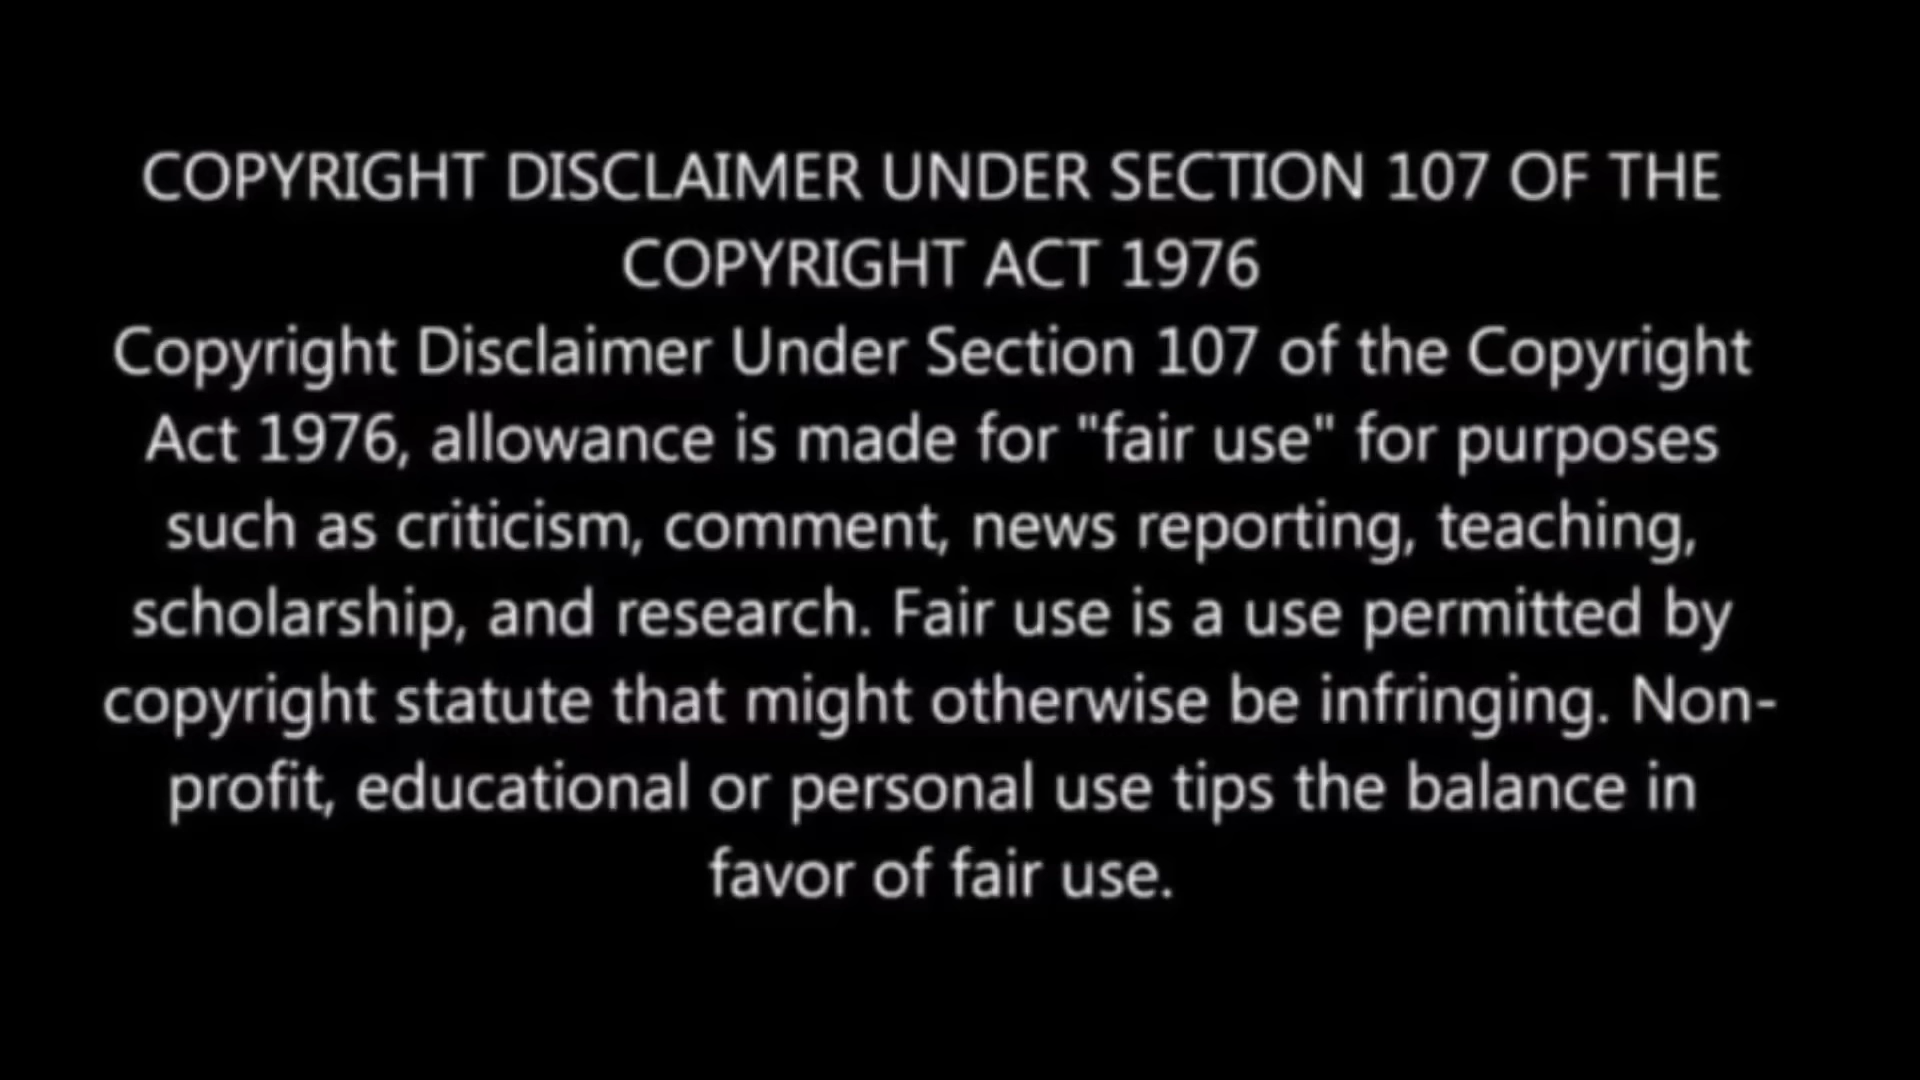 COPYRIGHT DISCLAIMER UNDER SECTION 107 OF THE
COPYRIGHT ACT 1976
Copyright Disclaimer Under Section 107 of the Copyright
Act 1976, allowance is made for "fair use" for purposes
such as criticism, comment, news reporting, teaching,
scholarship, and research. Fair use is a use permitted by
copyright statute that might otherwise be infringing. Non-
profit, educational or personal use tips the balance in
favor of fair use.